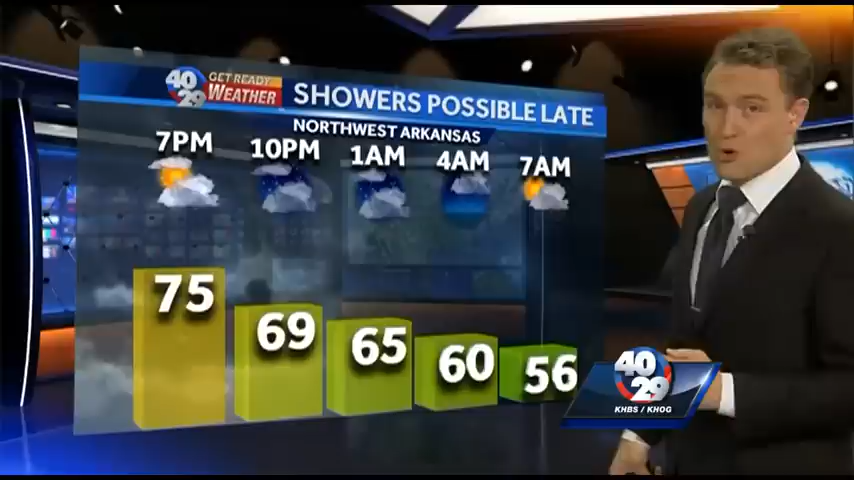 40
29
GET READY
WEATHER
SHOWERS POSSIBLE LATE
NORTHWEST ARKANSAS
7PM 10PM 1AM 4AM 7AM
75 69 65 60 56
40
29
KHBS / KHOG